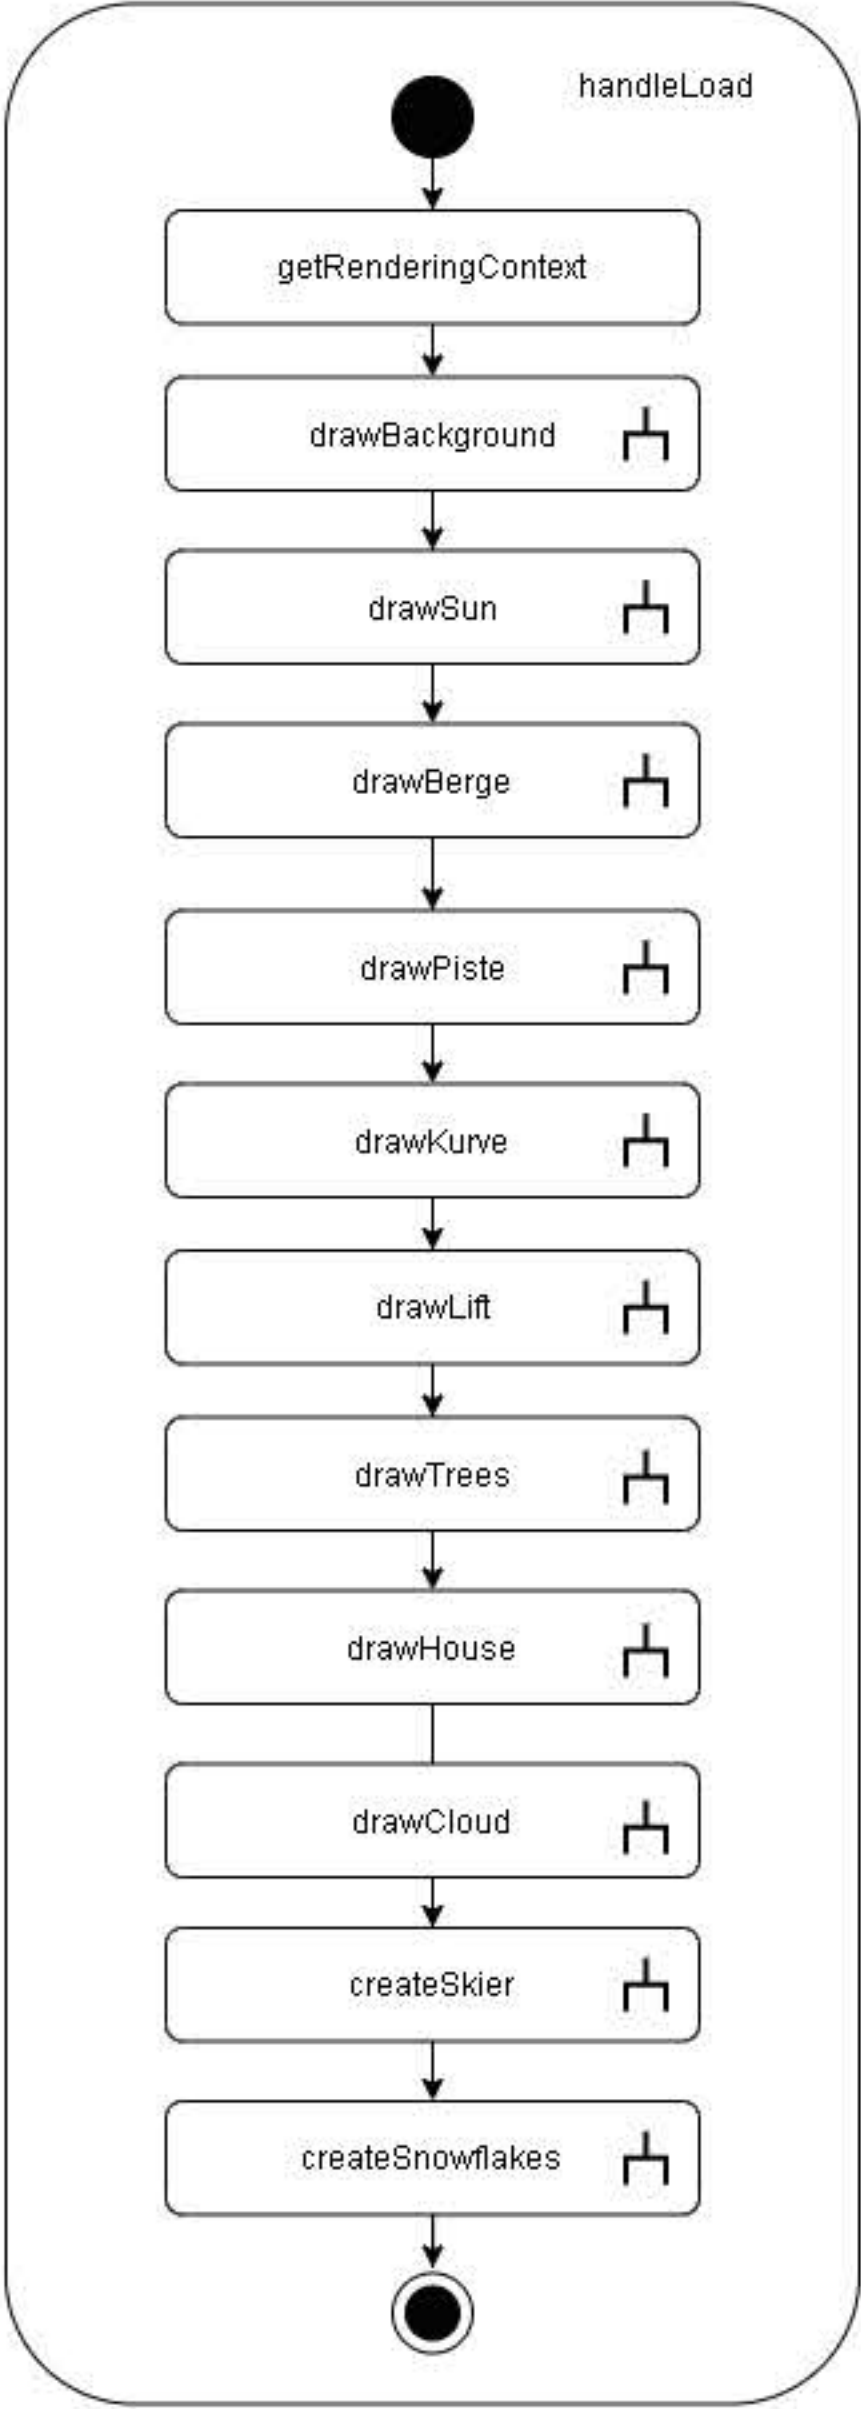 handleLoad
getRenderingContext
drawBackground
drawSun
drawBerge
drawPiste
drawKurve
drawLift
drawTrees
drawHouse
drawCloud
createSkier
createSnowflakes